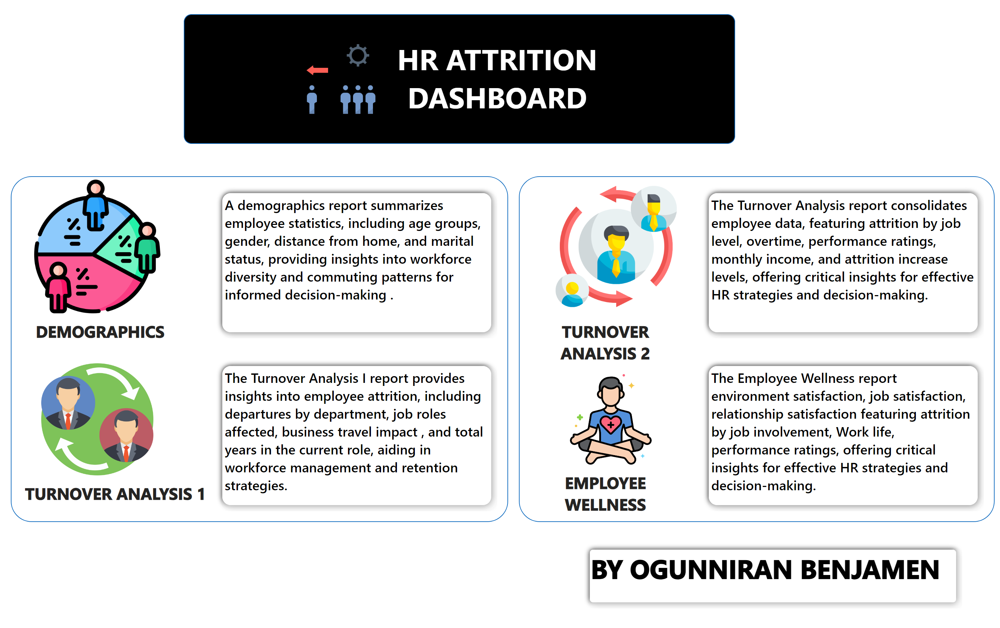 HR ATTRITION
DASHBOARD
A demographics report summarizes
employee statistics, including age groups,
gender, distance from home, and marital
status, providing insights into workforce
diversity and commuting patterns for
informed decision-making .
DEMOGRAPHICS
The Turnover Analysis I report provides
insights into employee attrition, including
departures by department, job roles
affected, business travel impact , and total
years in the current role, aiding in
workforce management and retention
strategies.
TURNOVER ANALYSIS 1
The Turnover Analysis report consolidates
employee data, featuring attrition by job
level, overtime, performance ratings,
monthly income, and attrition increase
levels, offering critical insights for effective
HR strategies and decision-making.
TURNOVER
ANALYSIS 2
The Employee Wellness report
environment satisfaction, job satisfaction,
relationship satisfaction featuring attrition
by job involvement, Work life,
performance ratings, offering critical
insights for effective HR strategies and
decision-making.
EMPLOYEE
WELLNESS
BY OGUNNIRAN BENJAMEN